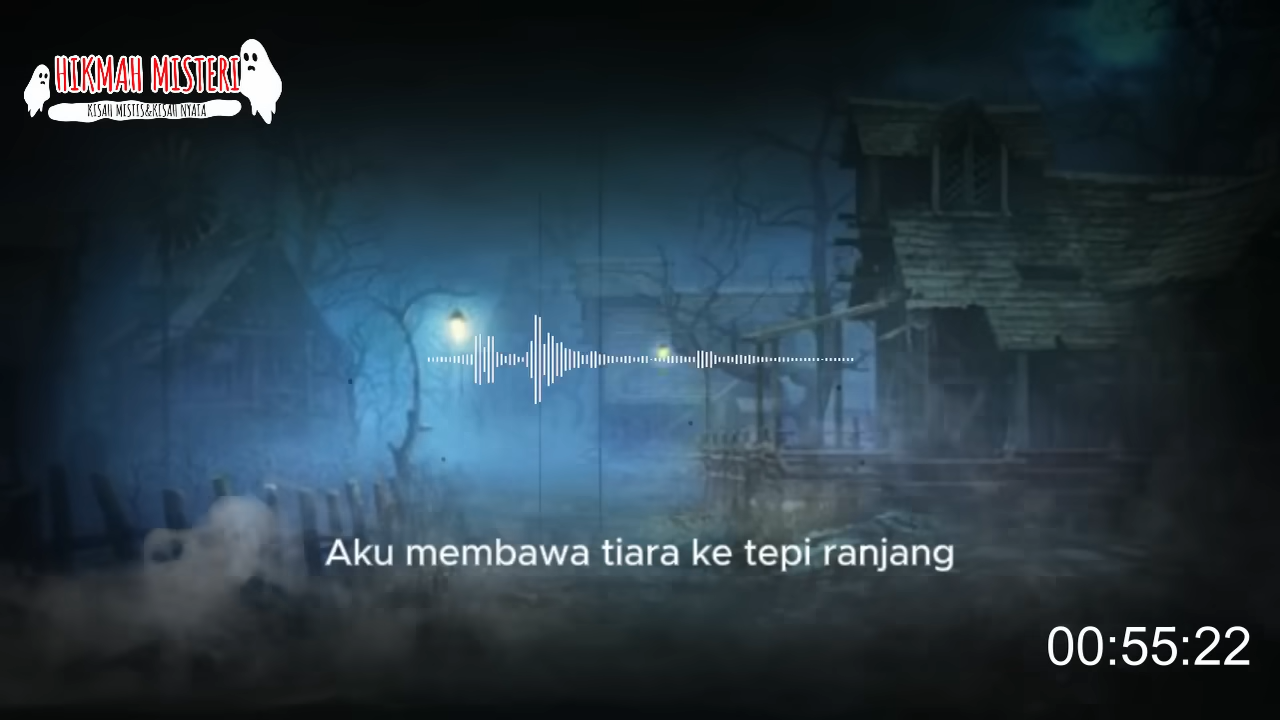 HIKMAH MISTERI
KISAH MISTIS&KISAH NYATA
Aku membawa tiara ke tepi ranjang
00:55:22